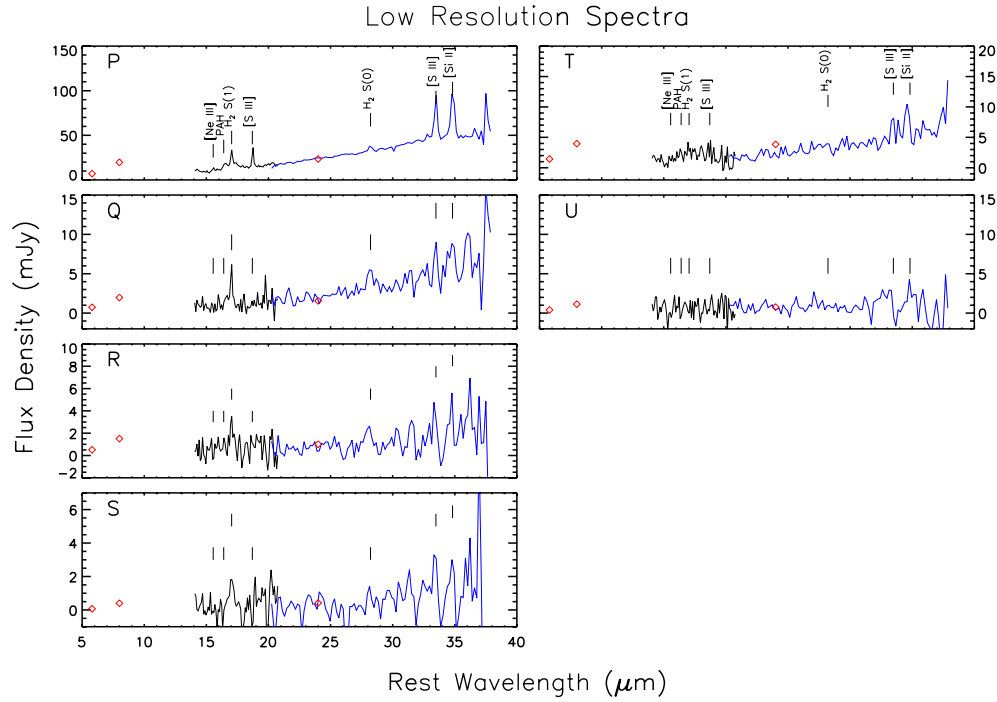 Low Resolution Spectra
P
[Ne III]
PAH
H2 S(1)
[S III]
H2 S(0)
[S III]
[Si II]
150
100
50
0
T
[Ne III]
PAH
H2 S(1)
[S III]
H2 S(0)
[S III]
[Si II]
20
15
10
5
0
Q
15
10
5
0
U
15
10
5
0
R
10
8
6
4
2
0
−2
S
6
4
2
0
5 10 15 20 25 30 35 40
Flux Density (mJy)
Rest Wavelength (μm)